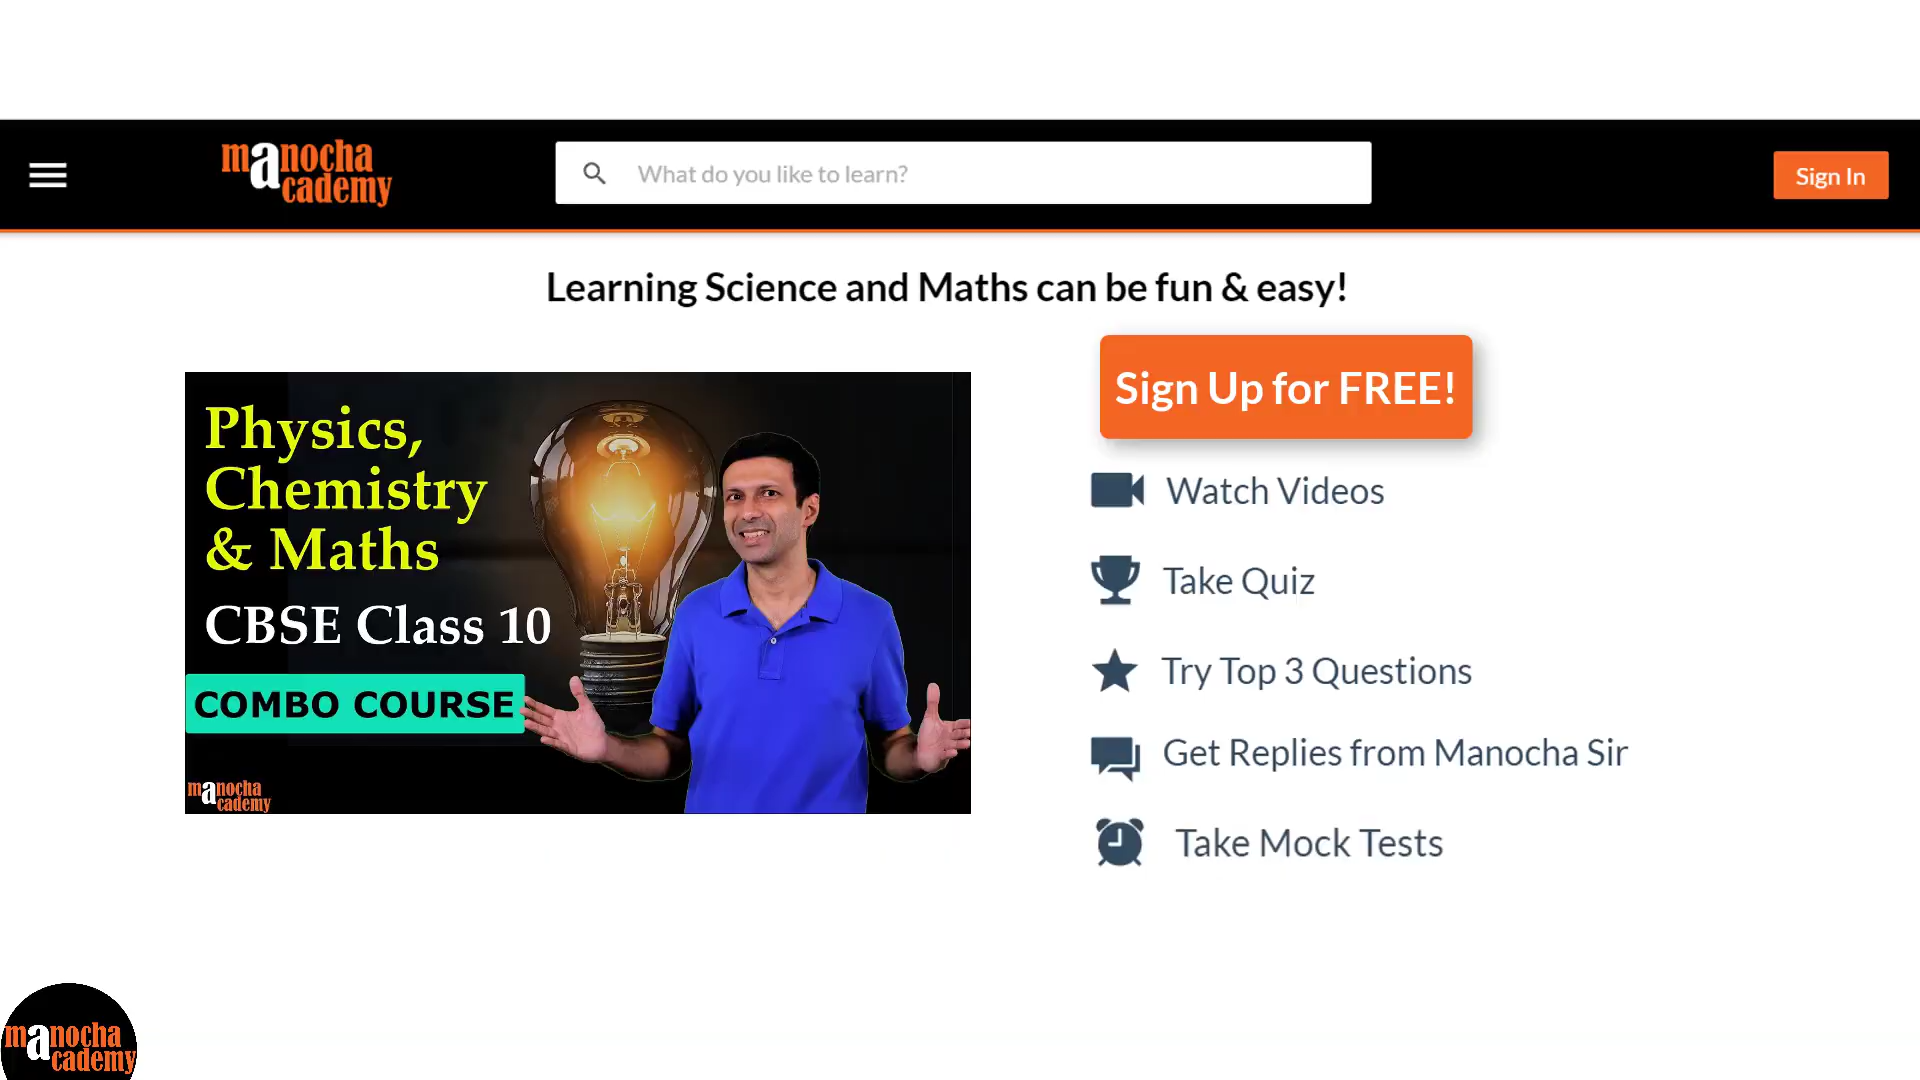 manocha
academy
What do you like to learn?
Sign In
Learning Science and Maths can be fun & easy!
Physics,
Chemistry
& Maths
CBSE Class 10
COMBO COURSE
manocha
academy
Sign Up for FREE!
Watch Videos
Take Quiz
Try Top 3 Questions
Get Replies from Manocha Sir
Take Mock Tests
manocha
academy